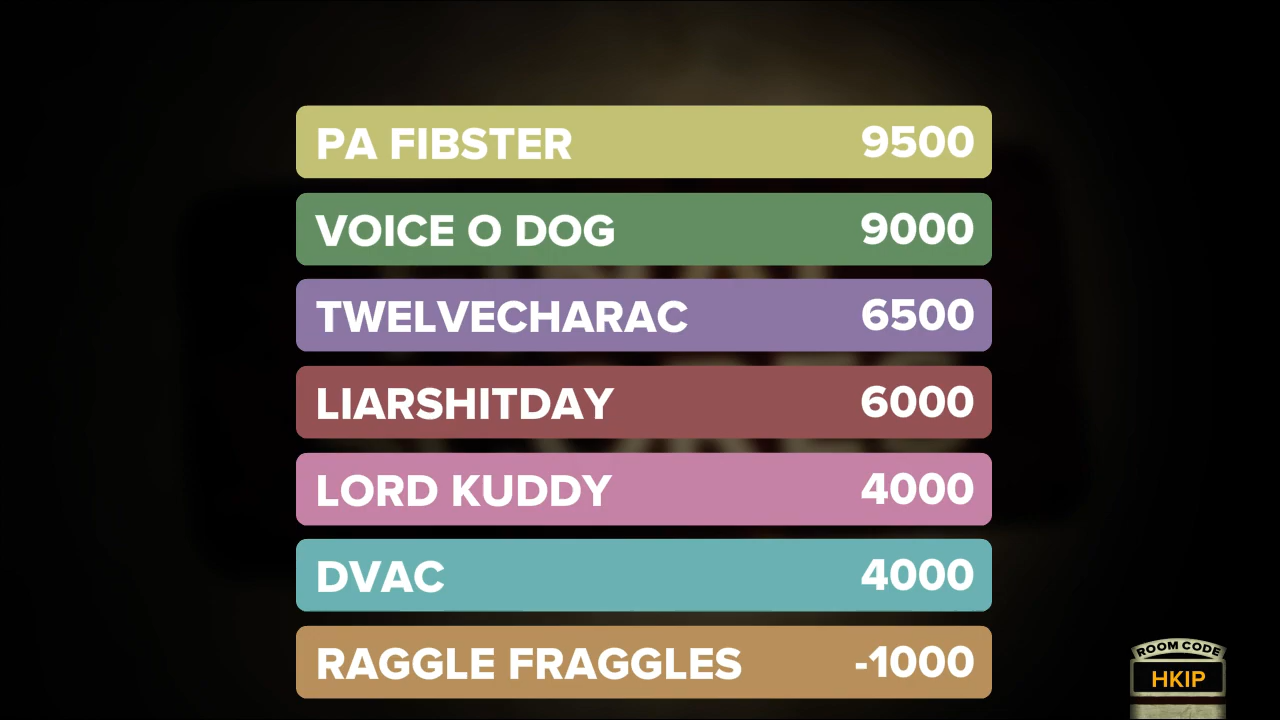 PA FIBSTER 9500
VOICE O DOG 9000
TWELVECHARAC 6500
LIARSHITDAY 6000
LORD KUDDY 4000
DVAC 4000
RAGGLE FRAGGLES -1000
ROOM CODE
HKIP